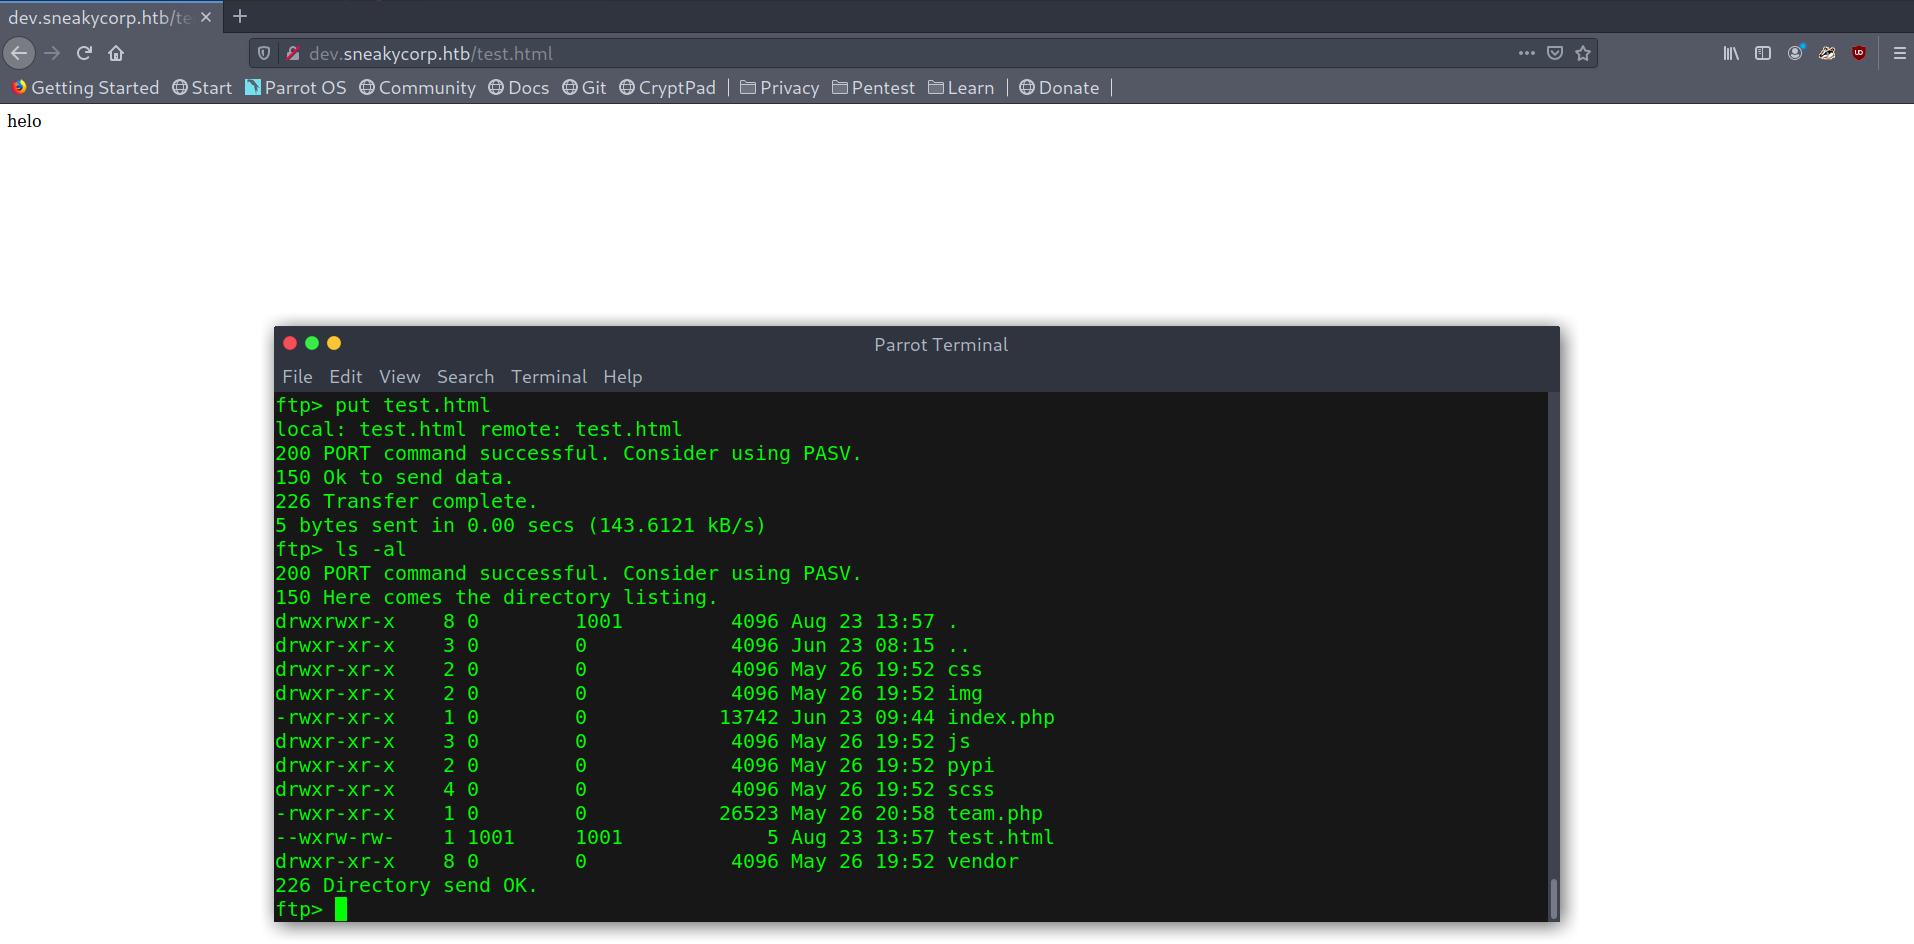 dev.sneakycorp.htb/te
dev.sneakycorp.htb/test.html
Getting Started Start Parrot OS Community Docs Git CryptPad Privacy Pentest Learn Donate
helo
Parrot Terminal
File Edit View Search Terminal Help
ftp> put test.html
local: test.html remote: test.html
200 PORT command successful. Consider using PASV.
150 Ok to send data.
226 Transfer complete.
5 bytes sent in 0.00 secs (143.6121 kB/s)
ftp> ls -al
200 PORT command successful. Consider using PASV.
150 Here comes the directory listing.
drwxrwxr-x    8 0        1001         4096 Aug 23 13:57 .
drwxr-xr-x    3 0        0            4096 Jun 23 08:15 ..
drwxr-xr-x    2 0        0            4096 May 26 19:52 css
drwxr-xr-x    2 0        0            4096 May 26 19:52 img
-rwxr-xr-x    1 0        0           13742 Jun 23 09:44 index.php
drwxr-xr-x    3 0        0            4096 May 26 19:52 js
drwxr-xr-x    2 0        0            4096 May 26 19:52 pypi
drwxr-xr-x    4 0        0            4096 May 26 19:52 scss
-rwxr-xr-x    1 0        0           26523 May 26 20:58 team.php
--wxrw-rw-    1 1001     1001            5 Aug 23 13:57 test.html
drwxr-xr-x    8 0        0            4096 May 26 19:52 vendor
226 Directory send OK.
ftp>